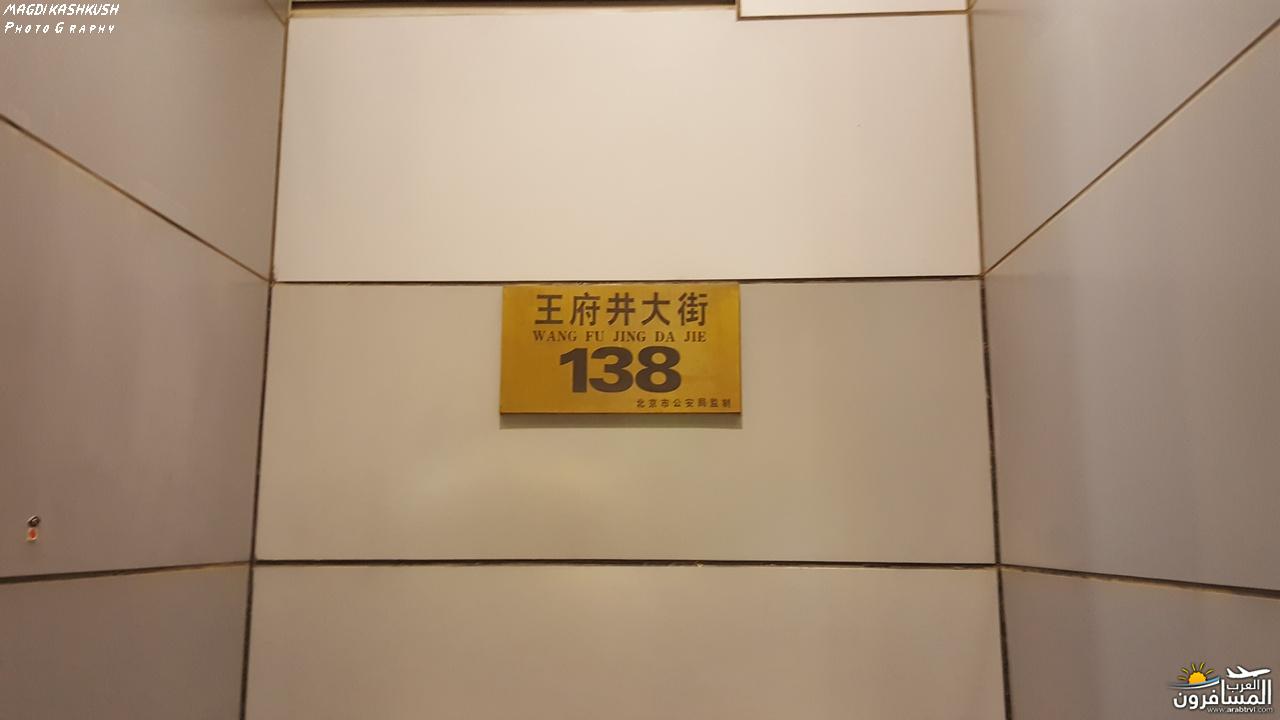 MAGDI KASHKUSH
PHOTOGRAPHY
王府井大街
WANG FU JING DA JIE
138
北京市公安局监制
العرب
المسافرون
www.arabtrvl.com